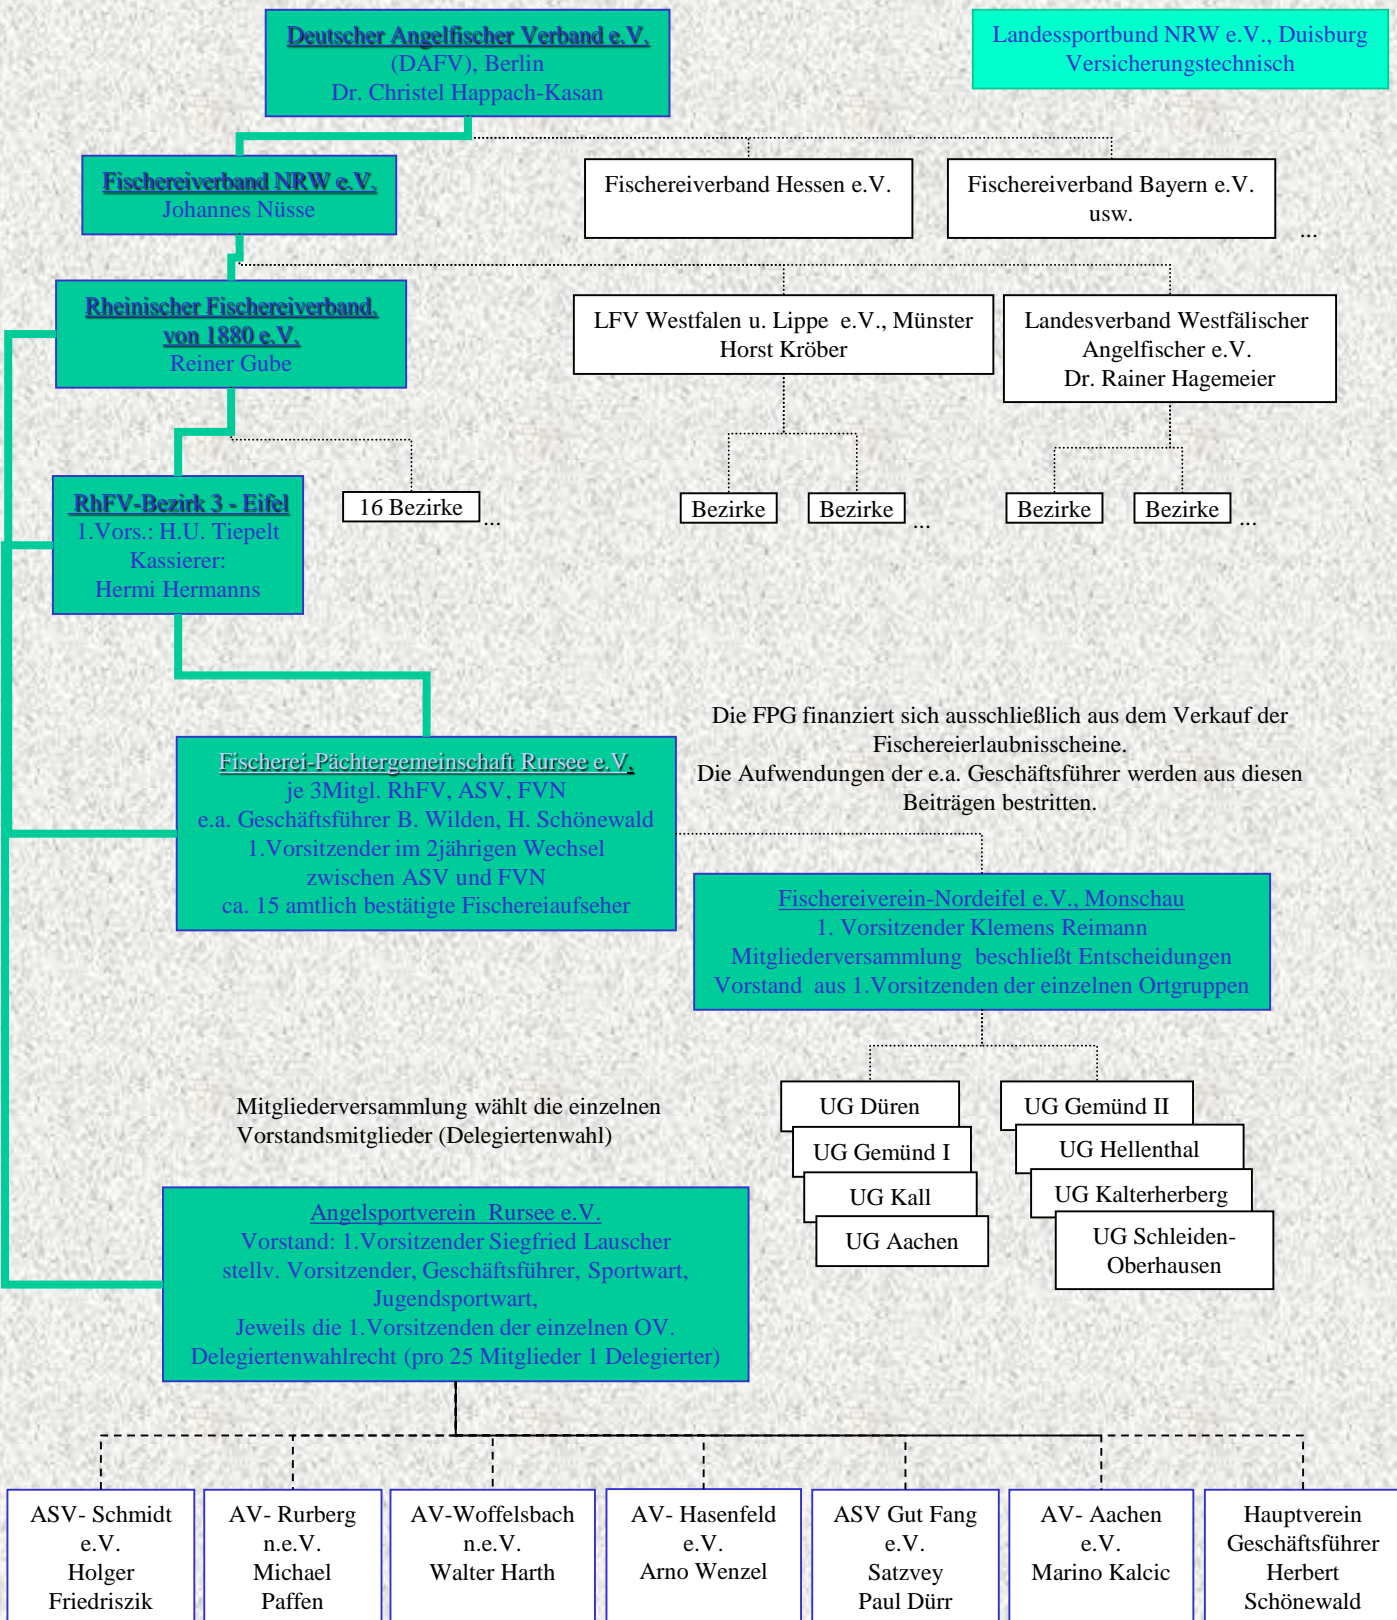 Deutscher Angelfischer Verband e.V.
(DAFV), Berlin
Dr. Christel Happach-Kasan
Landessportbund NRW e.V., Duisburg
Versicherungstechnisch
Fischereiverband NRW e.V.
Johannes Nüsse
Fischereiverband Hessen e.V.
Fischereiverband Bayern e.V.
usw.
...
Rheinischer Fischereiverband.
von 1880 e.V.
Reiner Gube
LFV Westfalen u. Lippe e.V., Münster
Horst Kröber
Landesverband Westfälischer
Angelfischer e.V.
Dr. Rainer Hagemeier
RhFV-Bezirk 3 - Eifel
1.Vors.: H.U. Tiepelt
Kassierer:
Hermi Hermanns
16 Bezirke
...
Bezirke
Bezirke
...
Bezirke
Bezirke
...
Die FPG finanziert sich ausschließlich aus dem Verkauf der
Fischereierlaubnisscheine.
Die Aufwendungen der e.a. Geschäftsführer werden aus diesen
Beiträgen bestritten.
Fischerei-Pächtergemeinschaft Rursee e.V.
je 3Mitgl. RhFV, ASV, FVN
e.a. Geschäftsführer B. Wilden, H. Schönewald
1.Vorsitzender im 2jährigen Wechsel
zwischen ASV und FVN
ca. 15 amtlich bestätigte Fischereiaufseher
Fischereiverein-Nordeifel e.V., Monschau
1. Vorsitzender Klemens Reimann
Mitgliederversammlung beschließt Entscheidungen
Vorstand aus 1.Vorsitzenden der einzelnen Ortgruppen
UG Düren
UG Gemünd I
UG Kall
UG Aachen
UG Gemünd II
UG Hellenthal
UG Kalterherberg
UG Schleiden-
Oberhausen
Mitgliederversammlung wählt die einzelnen
Vorstandsmitglieder (Delegiertenwahl)
Angelsportverein Rursee e.V.
Vorstand: 1.Vorsitzender Siegfried Lauscher
stellv. Vorsitzender, Geschäftsführer, Sportwart,
Jugendsportwart,
Jeweils die 1.Vorsitzenden der einzelnen OV.
Delegiertenwahlrecht (pro 25 Mitglieder 1 Delegierter)
ASV- Schmidt
e.V.
Holger
Friedriszik
AV- Rurberg
n.e.V.
Michael
Paffen
AV-Woffelsbach
n.e.V.
Walter Harth
AV- Hasenfeld
e.V.
Arno Wenzel
ASV Gut Fang
e.V.
Satzvey
Paul Dürr
AV- Aachen
e.V.
Marino Kalcic
Hauptverein
Geschäftsführer
Herbert
Schönewald